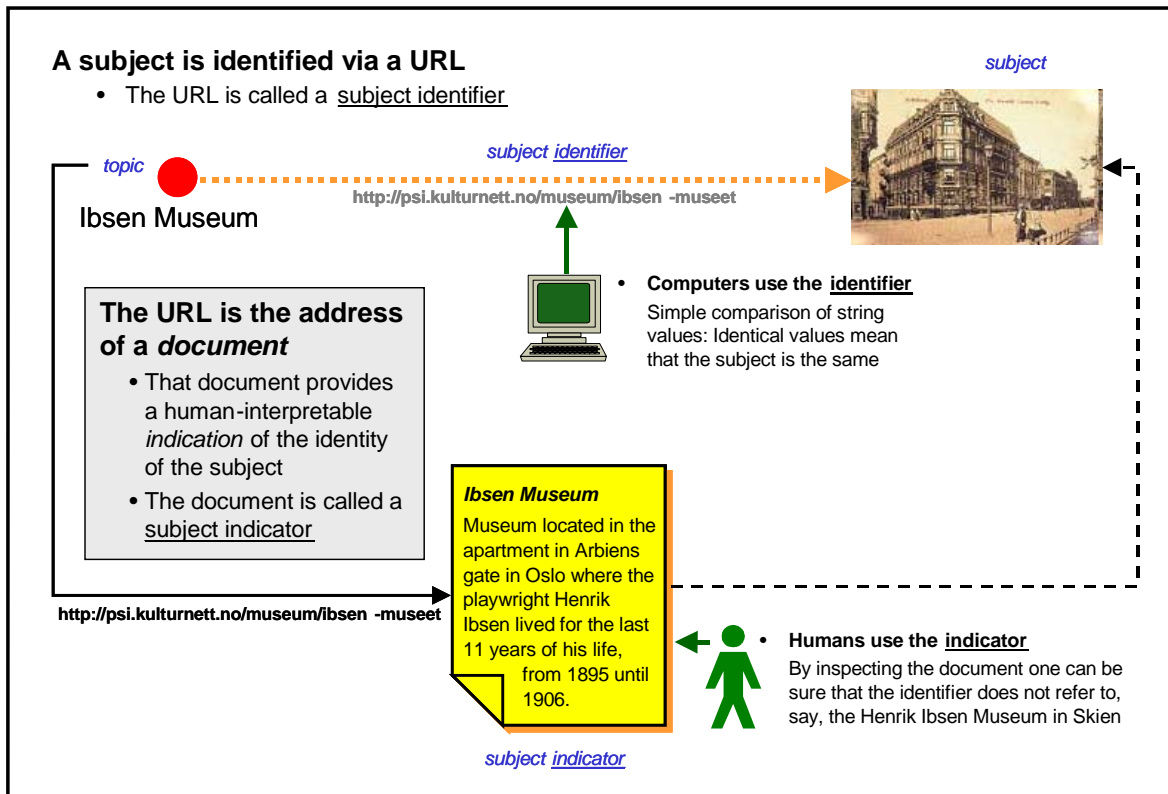 A subject is identified via a URL
• The URL is called a subject identifier
subject
topic
subject identifier
http://psi.kulturnett.no/museum/ibsen -museet
Ibsen Museum
The URL is the address
of a document
• That document provides
a human-interpretable
indication of the identity
of the subject
• The document is called a
subject indicator
• Computers use the identifier
Simple comparison of string
values: Identical values mean
that the subject is the same
http://psi.kulturnett.no/museum/ibsen -museet
Ibsen Museum
Museum located in the
apartment in Arbiens
gate in Oslo where the
playwright Henrik
Ibsen lived for the last
11 years of his life,
from 1895 until
1906.
subject indicator
• Humans use the indicator
By inspecting the document one can be
sure that the identifier does not refer to,
say, the Henrik Ibsen Museum in Skien